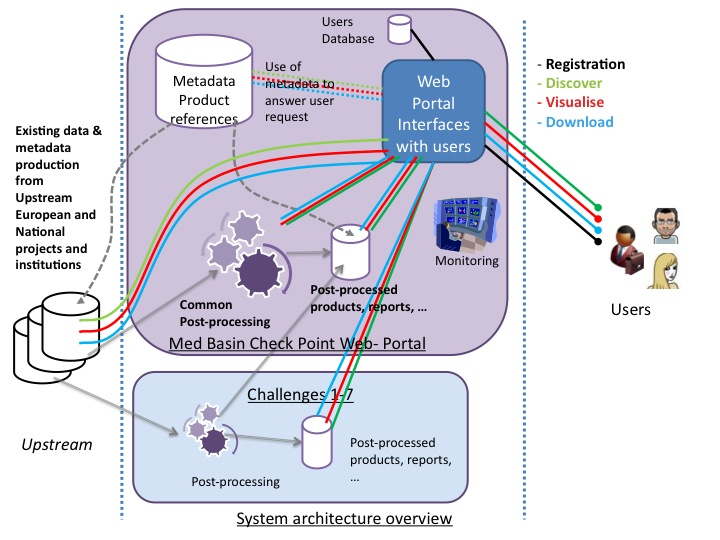 Users
Database
Metadata
Product
references
Use of
metadata to
answer user
request
Web
Portal
Interfaces
with users
- Registration
- Discover
- Visualise
- Download
Existing data &
metadata
production
from
Upstream
European and
National
projects and
institutions
Monitoring
Users
Common
Post-processing
Post-processed
products, reports, ...
Med Basin Check Point Web- Portal
Upstream
Challenges 1-7
Post-processing
Post-processed
products, reports,
...
System architecture overview